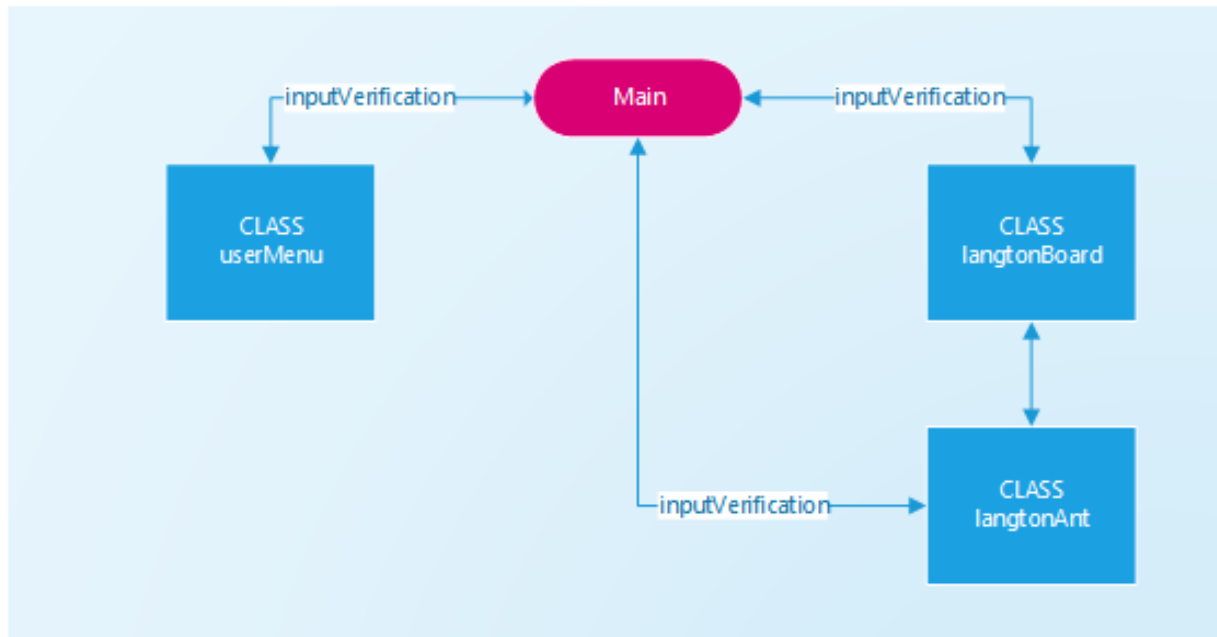 inputVerification
Main
inputVerification
CLASS
userMenu
CLASS
langtonBoard
inputVerification
CLASS
langtonAnt